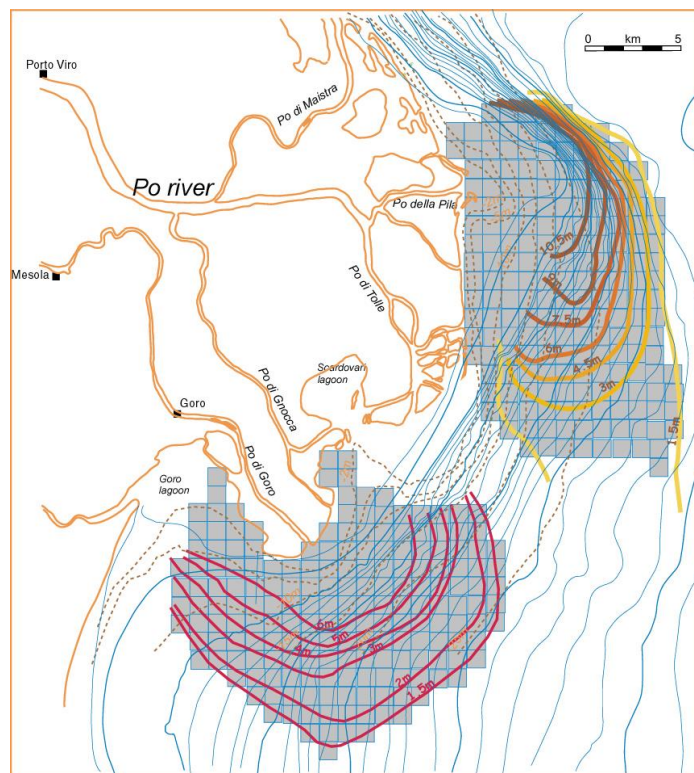 0 km 5
Porto Viro
Po di Maistra
Po river
Po della Pila
Mesola
Po di Tolle
10.5m
9m
7.5m
6m
4.5m
3m
1.5m
Scardovari
lagoon
Goro
Po di Gnocca
Po di Goro
Goro
lagoon
6m
5m
4m
3m
2m
1.5m